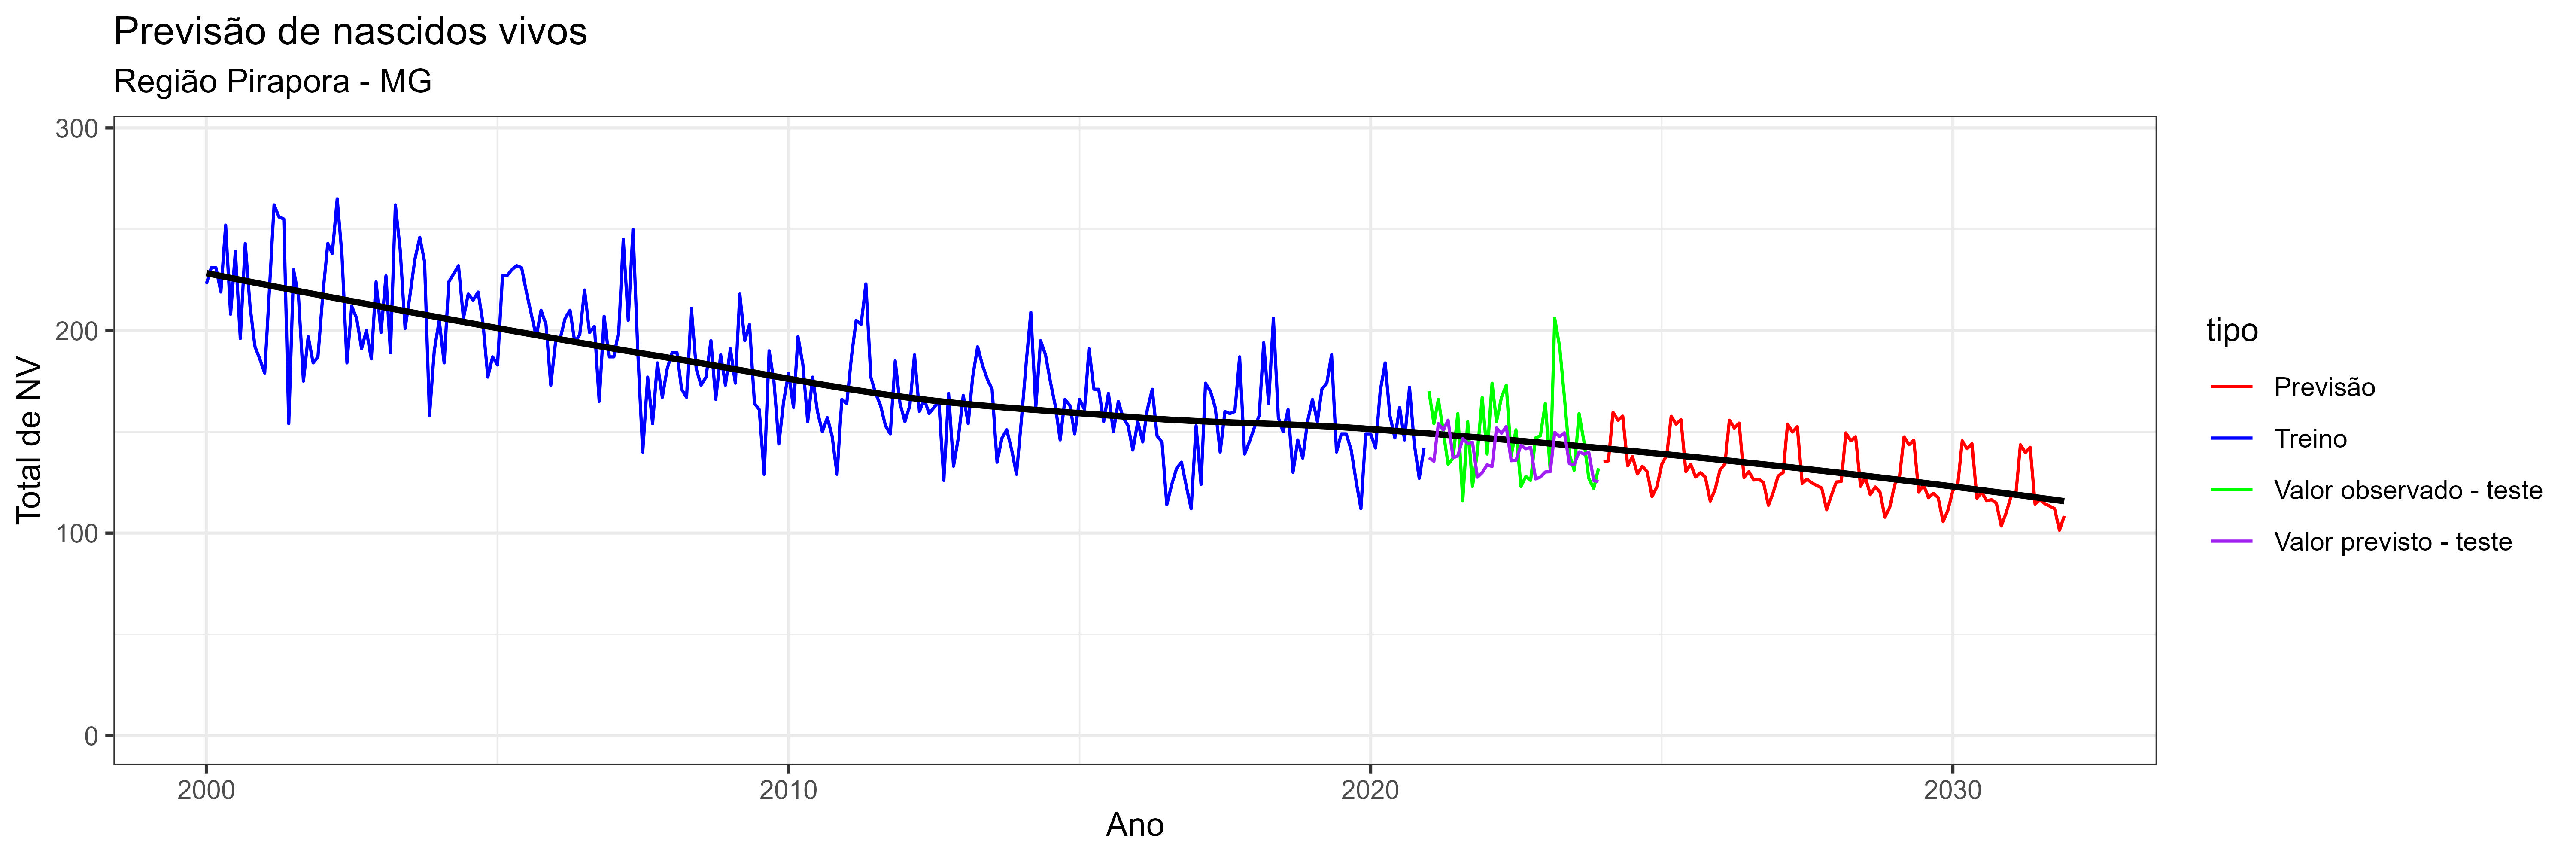 Previsão de nascidos vivos
Região Pirapora - MG
Total de NV
300
200
100
0
2000
2010
2020
2030
Ano
tipo
Previsão
Treino
Valor observado - teste
Valor previsto - teste